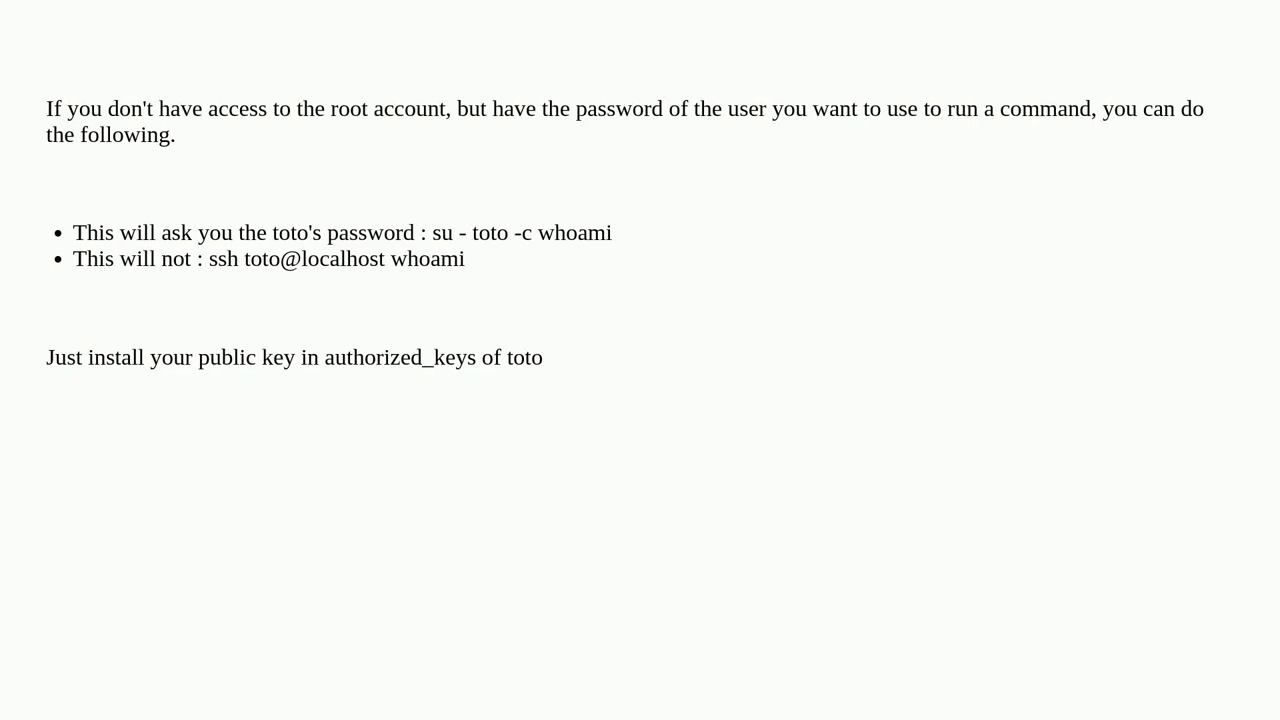 If you don't have access to the root account, but have the password of the user you want to use to run a command, you can do
the following.
• This will ask you the toto's password : su - toto -c whoami
• This will not : ssh toto@localhost whoami
Just install your public key in authorized_keys of toto